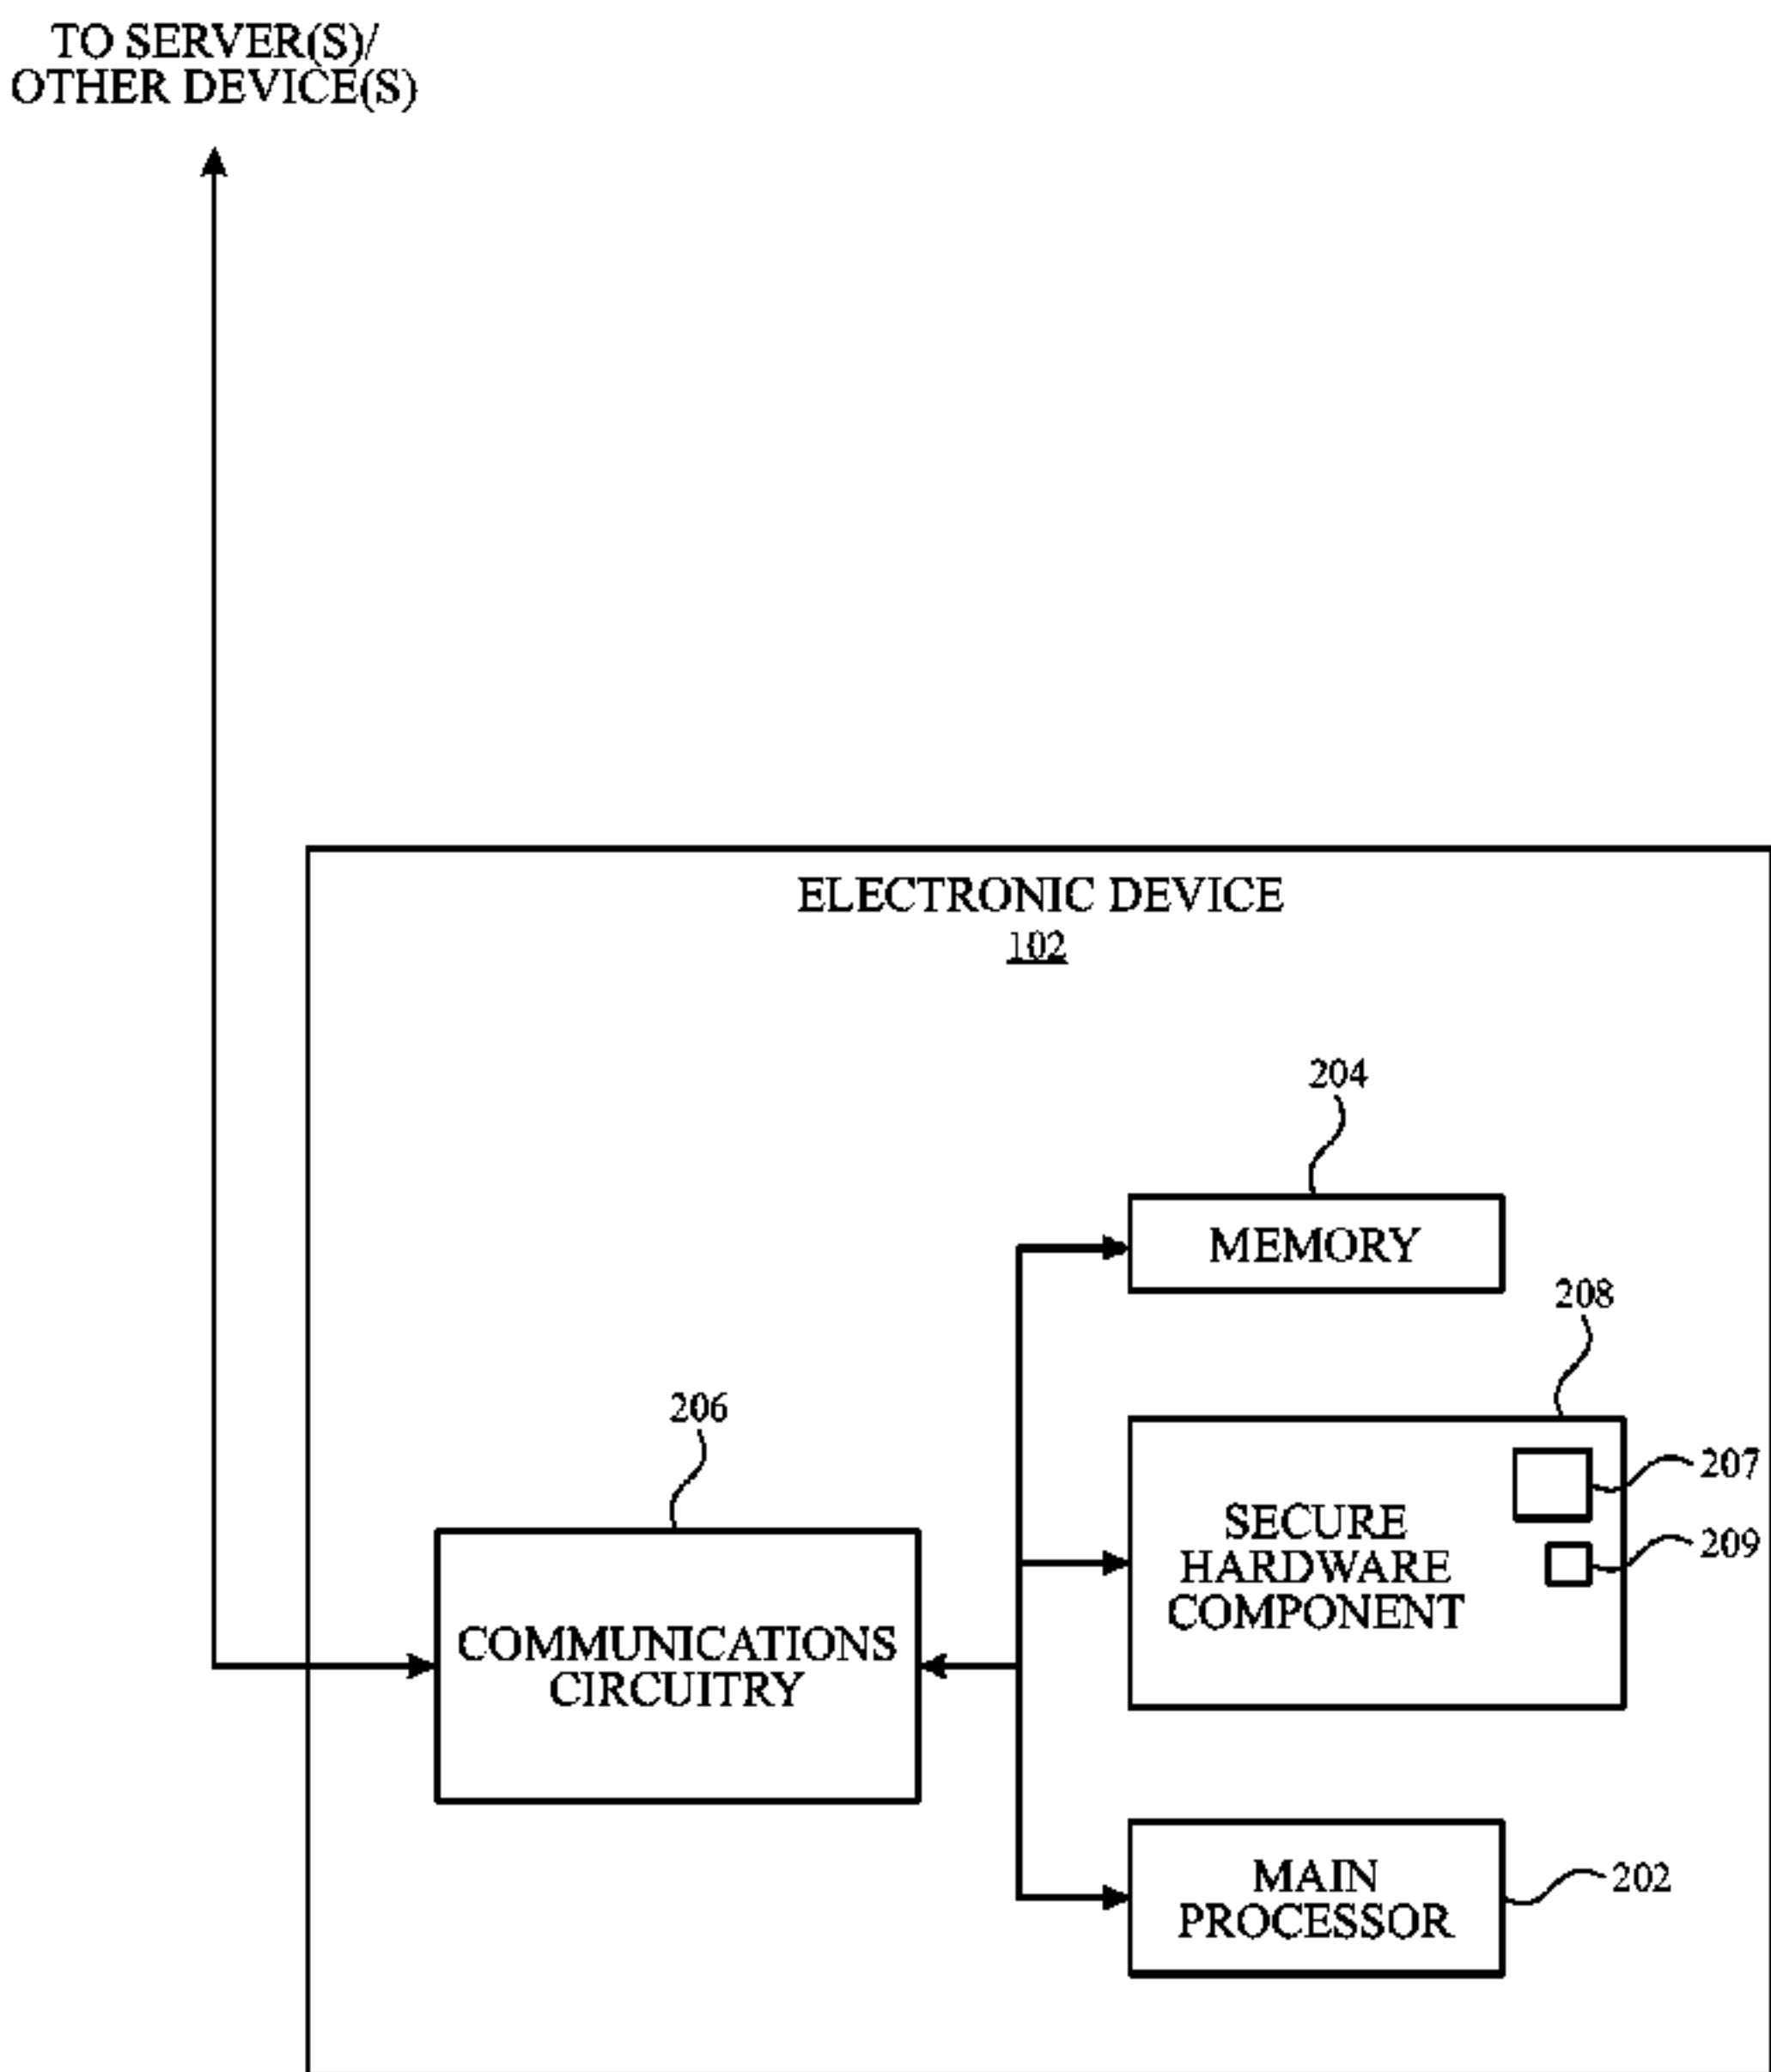 TO SERVER(S)/
OTHER DEVICE(S)
ELECTRONIC DEVICE
102
204
MEMORY
208
207
SECURE
HARDWARE
COMPONENT
209
206
COMMUNICATIONS
CIRCUITRY
MAIN
PROCESSOR
202